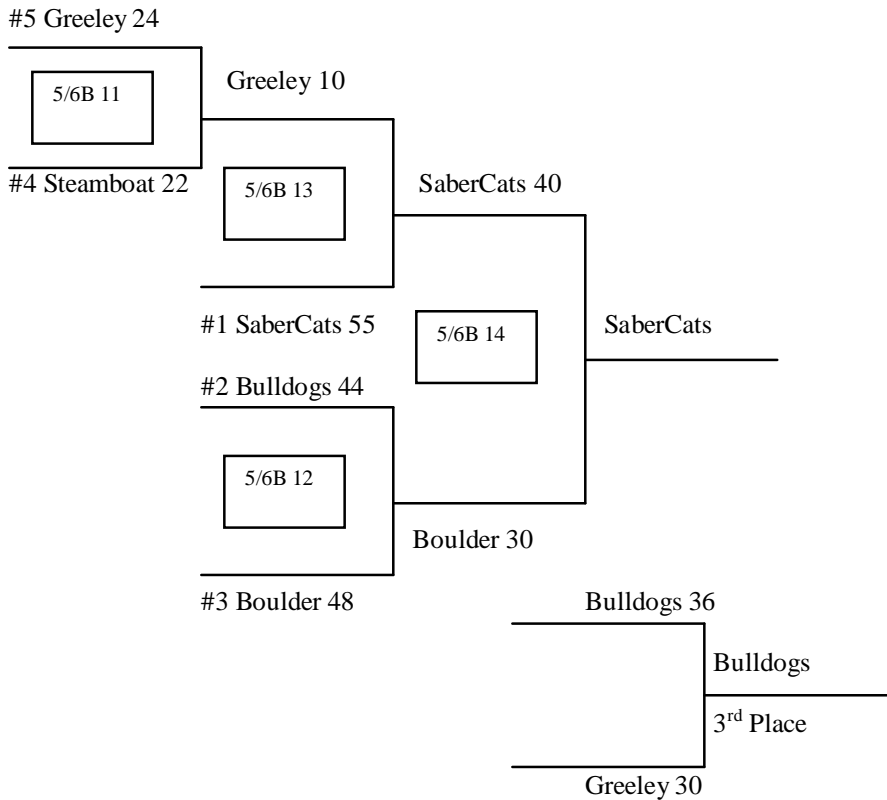 #5 Greeley 24
5/6B 11
Greeley 10
#4 Steamboat 22
5/6B 13
SaberCats 40
#1 SaberCats 55
5/6B 14
SaberCats
#2 Bulldogs 44
5/6B 12
Boulder 30
#3 Boulder 48
Bulldogs 36
Bulldogs
3rd Place
Greeley 30